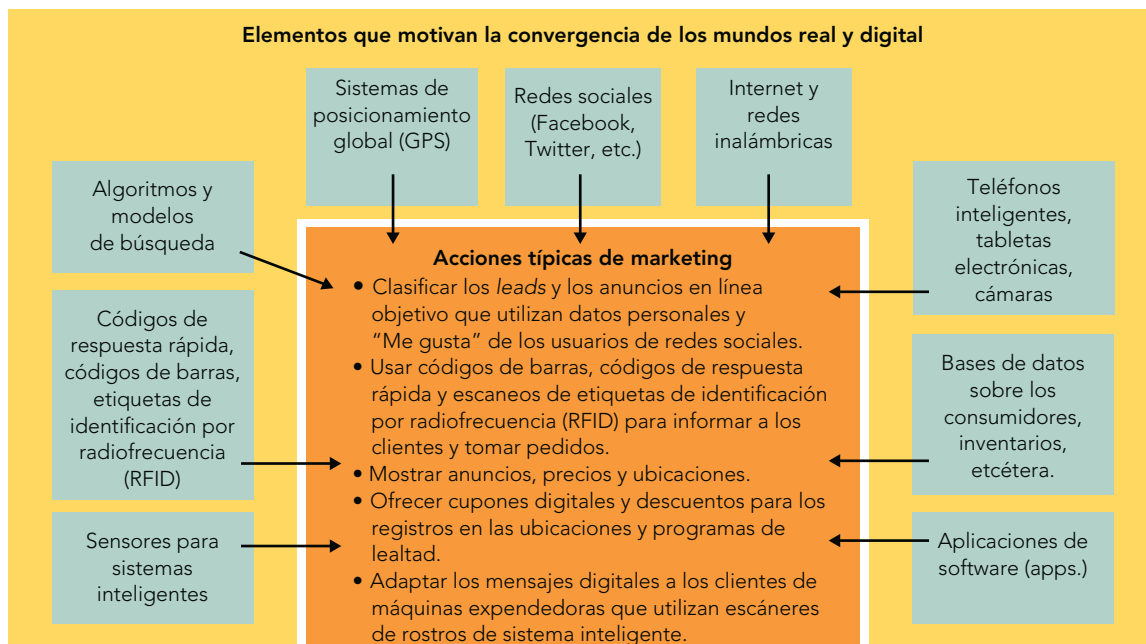 Elementos que motivan la convergencia de los mundos real y digital
Sistemas de
posicionamiento
global (GPS)
Redes sociales
(Facebook,
Twitter, etc.)
Internet y
redes
inalámbricas
Algoritmos y
modelos
de búsqueda
Códigos de
respuesta rápida,
códigos de barras,
etiquetas de
identificación por
radiofrecuencia
(RFID)
Sensores para
sistemas
inteligentes
Acciones típicas de marketing
• Clasificar los leads y los anuncios en línea
objetivo que utilizan datos personales y
“Me gusta” de los usuarios de redes sociales.
• Usar códigos de barras, códigos de respuesta
rápida y escaneos de etiquetas de identificación
por radiofrecuencia (RFID) para informar a los
clientes y tomar pedidos.
• Mostrar anuncios, precios y ubicaciones.
• Ofrecer cupones digitales y descuentos para los
registros en las ubicaciones y programas de
lealtad.
• Adaptar los mensajes digitales a los clientes de
máquinas expendedoras que utilizan escáneres
de rostros de sistema inteligente.
Teléfonos
inteligentes,
tabletas
electrónicas,
cámaras
Bases de datos
sobre los
consumidores,
inventarios,
etcétera.
Aplicaciones de
software (apps.)